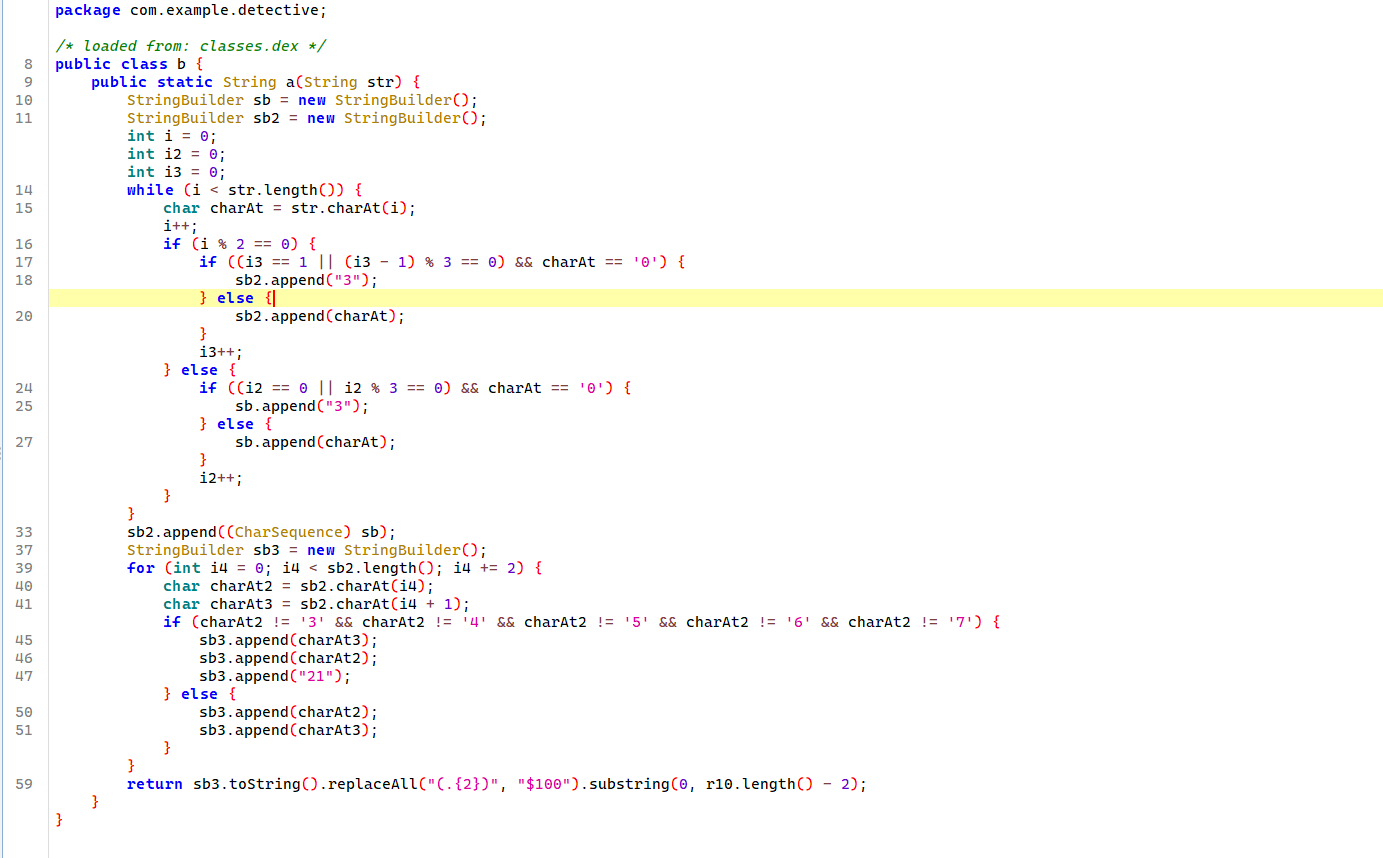 package com.example.detective;
/* loaded from: classes.dex */
8 public class b {
9     public static String a(String str) {
10         StringBuilder sb = new StringBuilder();
11         StringBuilder sb2 = new StringBuilder();
        int i = 0;
        int i2 = 0;
        int i3 = 0;
14         while (i < str.length()) {
15             char charAt = str.charAt(i);
            i++;
16             if (i % 2 == 0) {
17                 if ((i3 == 1 || (i3 - 1) % 3 == 0) && charAt == '0') {
18                     sb2.append("3");
                } else {
20                     sb2.append(charAt);
                }
                i3++;
            } else {
24                 if ((i2 == 0 || i2 % 3 == 0) && charAt == '0') {
25                     sb.append("3");
                } else {
27                     sb.append(charAt);
                }
                i2++;
            }
        }
33         sb2.append((CharSequence) sb);
37         StringBuilder sb3 = new StringBuilder();
39         for (int i4 = 0; i4 < sb2.length(); i4 += 2) {
40             char charAt2 = sb2.charAt(i4);
41             char charAt3 = sb2.charAt(i4 + 1);
            if (charAt2 != '3' && charAt2 != '4' && charAt2 != '5' && charAt2 != '6' && charAt2 != '7') {
45                 sb3.append(charAt3);
46                 sb3.append(charAt2);
47                 sb3.append("21");
            } else {
50                 sb3.append(charAt2);
51                 sb3.append(charAt3);
            }
        }
59         return sb3.toString().replaceAll("(.{2})", "$100").substring(0, r10.length() - 2);
    }
}